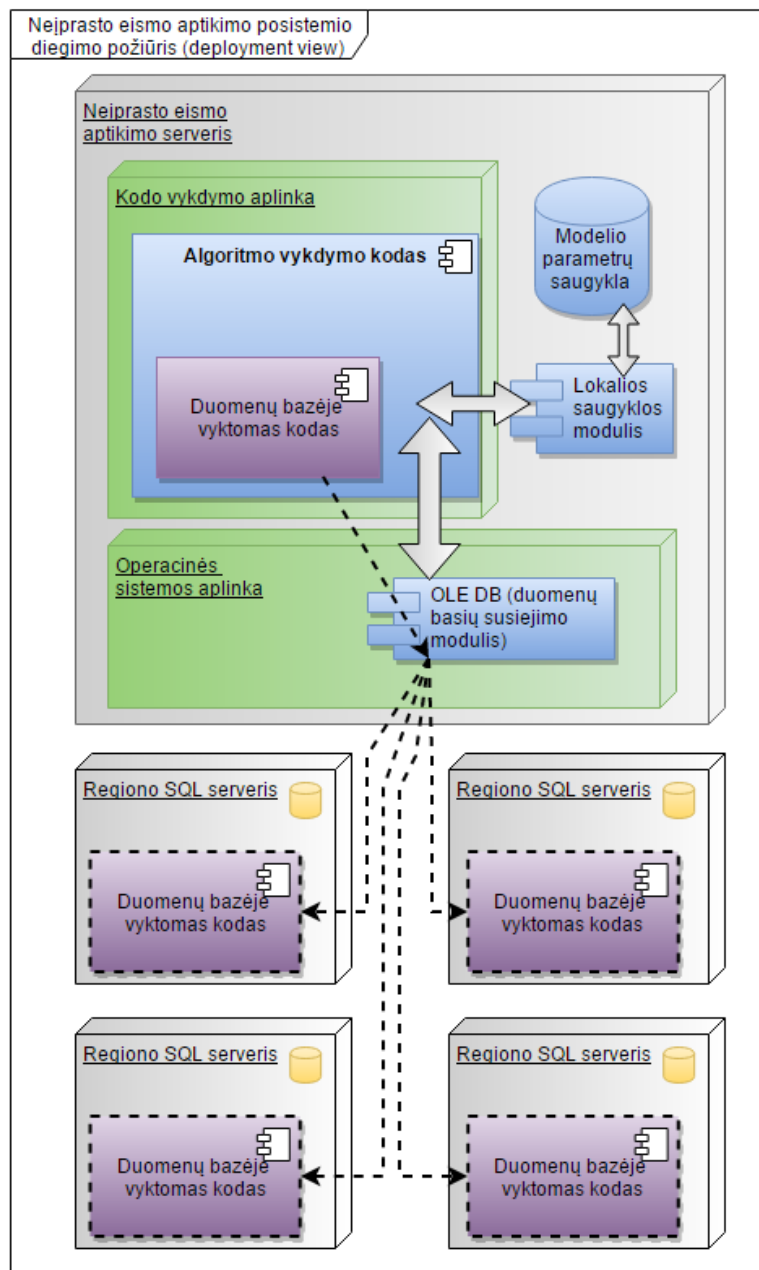 Neįprasto eismo aptikimo posistemio
diegimo požiūris (deployment view)
Neįprasto eismo
aptikimo serveris
Kodo vykdymo aplinka
Algoritmo vykdymo kodas
Duomenų bazėje
vyktomas kodas
Modelio
parametrų
saugykla
Lokalios
saugyklos
modulis
Operacinės
sistemos aplinka
OLE DB (duomenų
basių susiejimo
modulis)
Regiono SQL serveris
Duomenų bazėje
vyktomas kodas
Regiono SQL serveris
Duomenų bazėje
vyktomas kodas
Regiono SQL serveris
Duomenų bazėje
vyktomas kodas
Regiono SQL serveris
Duomenų bazėje
vyktomas kodas